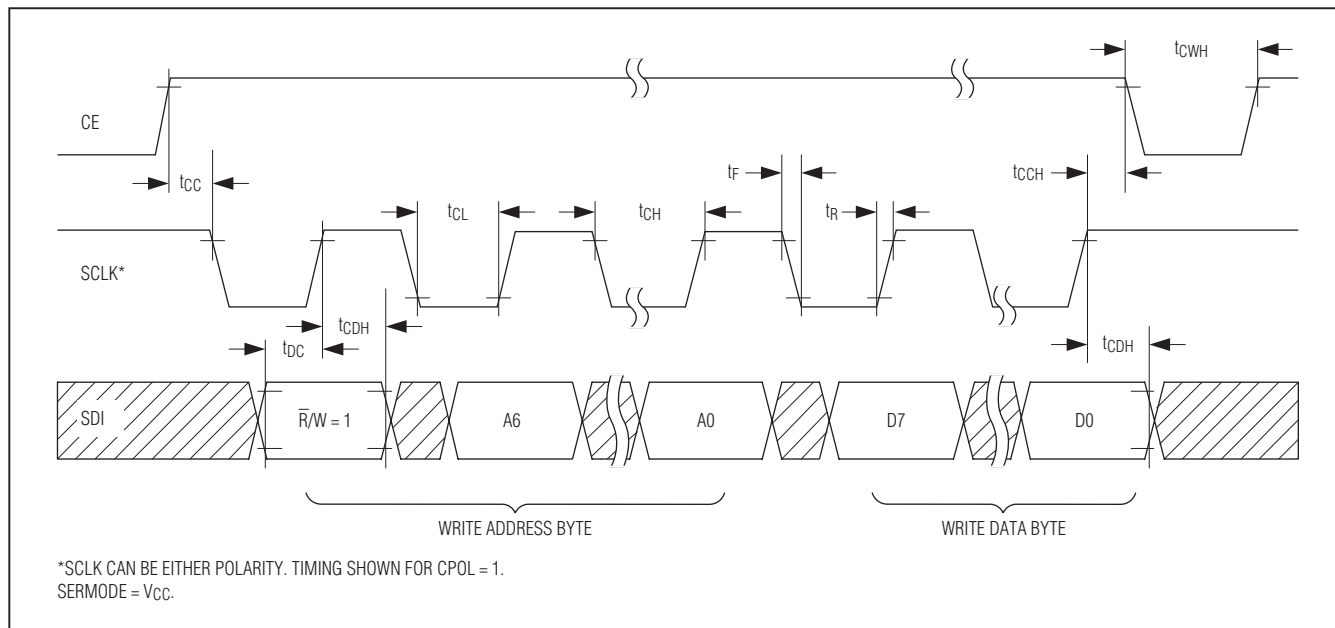 tCWH
CE
tCC
tF
tCCH
tCL
tCH
tR
SCLK*
tCDH
tDC
tCDH
SDI
R̅/W = 1
A6
A0
D7
D0
WRITE ADDRESS BYTE
WRITE DATA BYTE
*SCLK CAN BE EITHER POLARITY. TIMING SHOWN FOR CPOL = 1.
SERMODE = VCC.